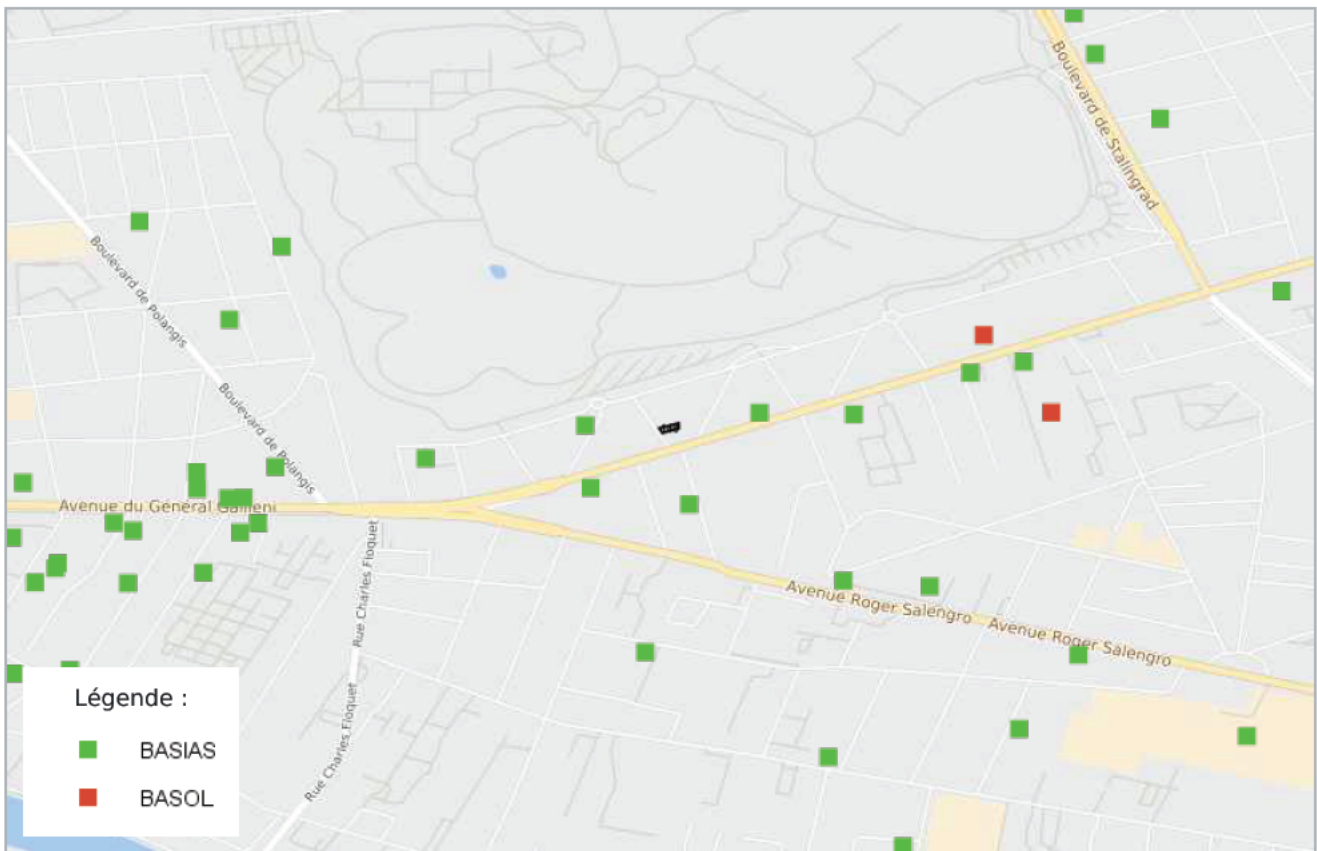 Boulevard de Stalingrad
Boulevard de Polangis
Boulevard de Polangis
Avenue du Général Gallieni
Rue Charles Floquet
Avenue Roger Salengro
Avenue Roger Salengro
Rue Charles Floquet
Légende :
BASIAS
BASOL